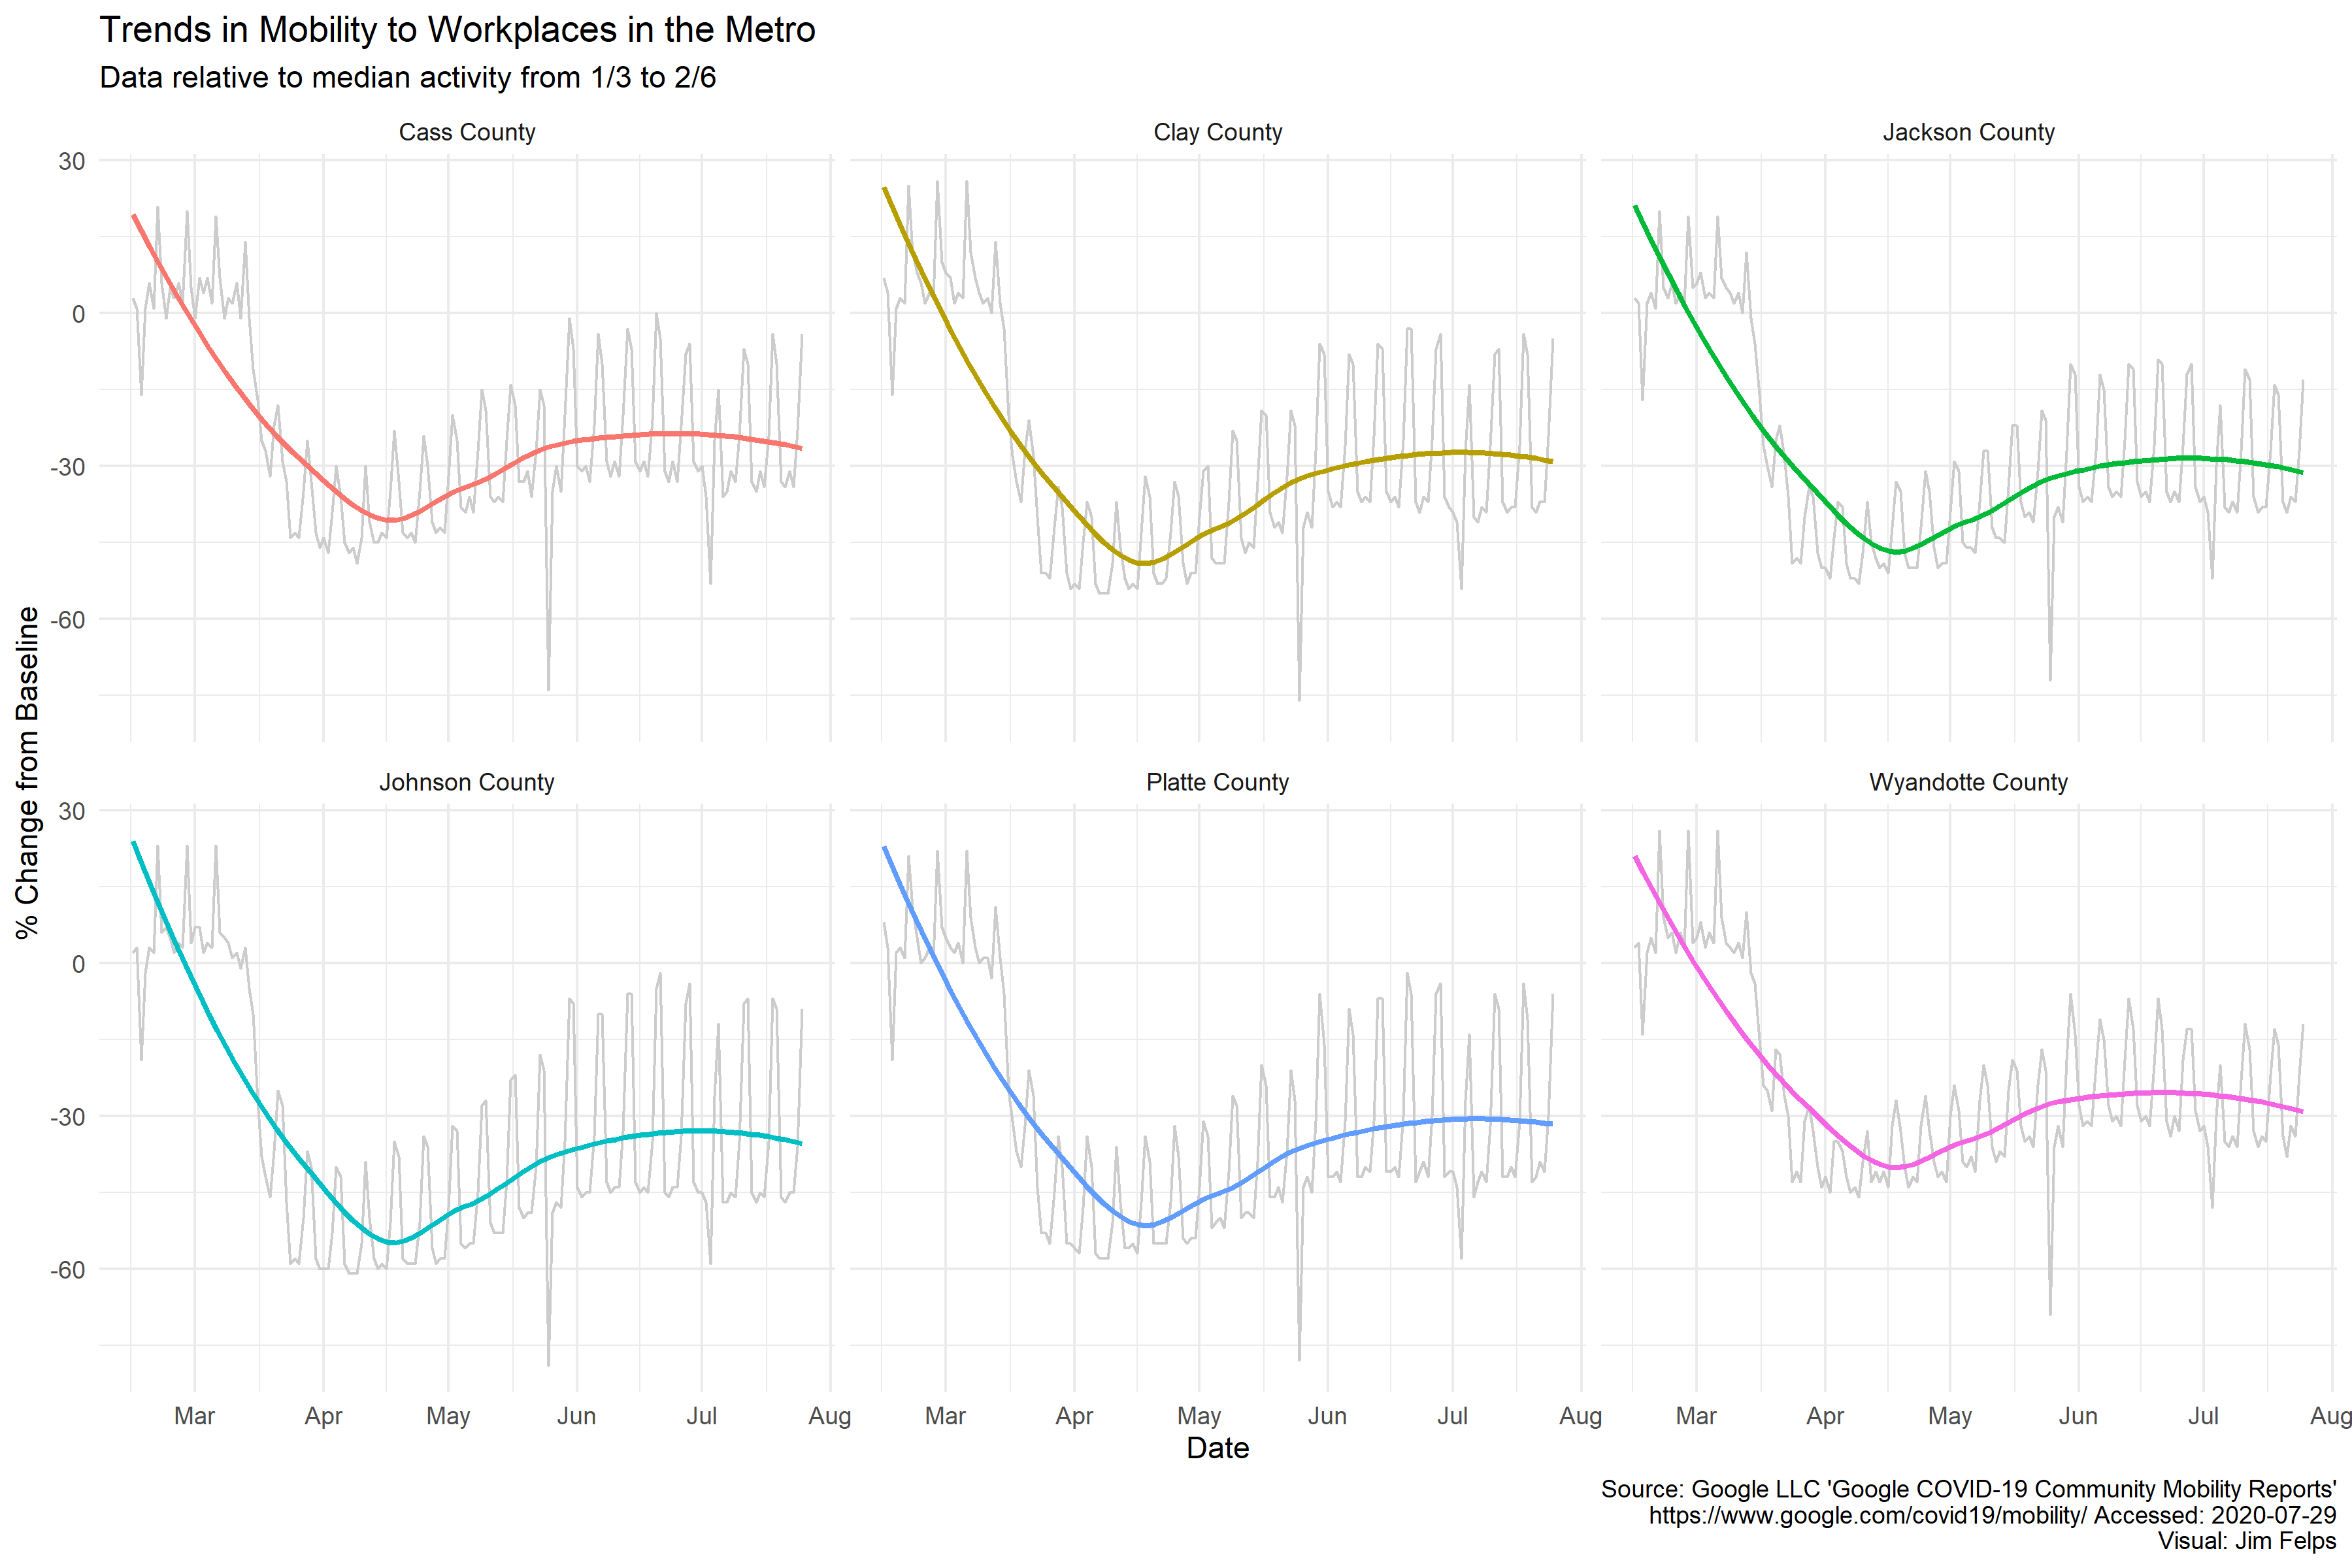 Trends in Mobility to Workplaces in the Metro
Data relative to median activity from 1/3 to 2/6
Cass County
Clay County
Jackson County
30
0
-30
-60
% Change from Baseline
Johnson County
Platte County
Wyandotte County
30
0
-30
-60
Mar Apr May Jun Jul Aug
Mar Apr May Jun Jul Aug
Mar Apr May Jun Jul Aug
Date
Source: Google LLC 'Google COVID-19 Community Mobility Reports'
https://www.google.com/covid19/mobility/ Accessed: 2020-07-29
Visual: Jim Felps